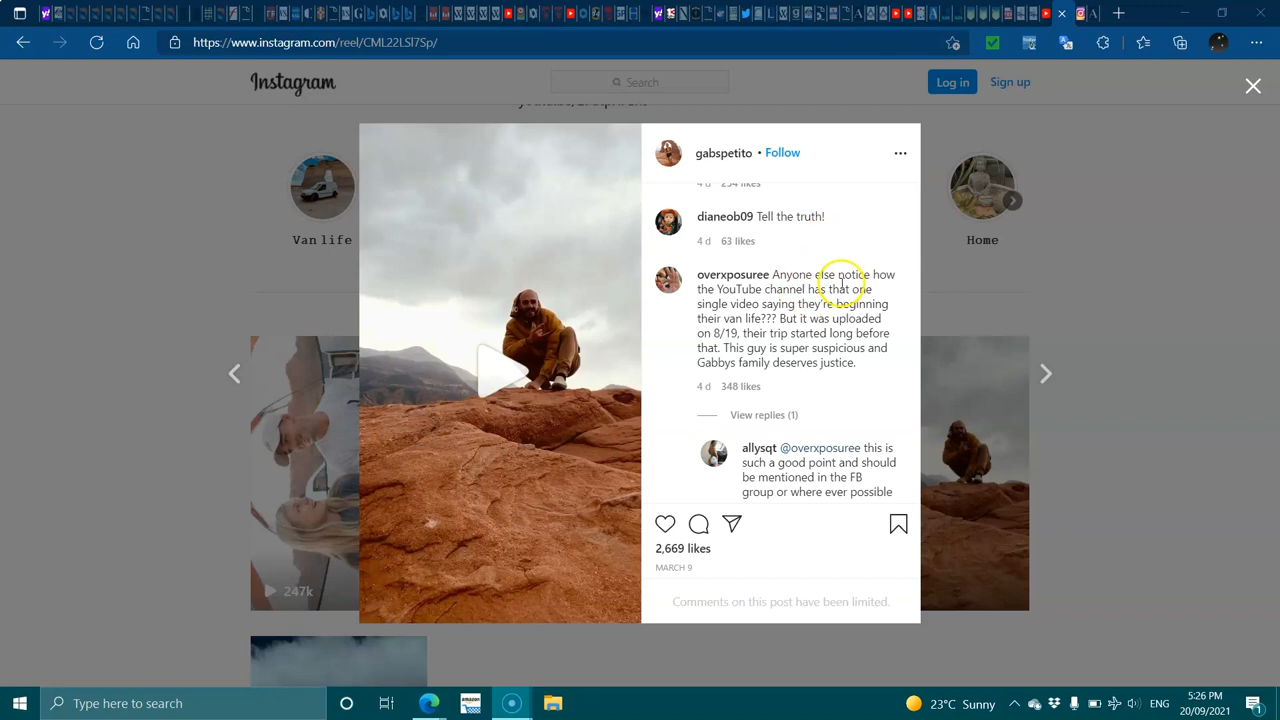 https://www.instagram.com/reel/CML22LSl7Sp/
Instagram
Search
Log in
Sign up
Van life
Home
247k
gabspetito • Follow
4 d 254 likes
dianeob09 Tell the truth!
4 d 63 likes
overxposuree Anyone else notice how
the YouTube channel has that one
single video saying they're beginning
their van life??? But it was uploaded
on 8/19, their trip started long before
that. This guy is super suspicious and
Gabbys family deserves justice.
4 d 348 likes
View replies (1)
allysqt @overxposuree this is
such a good point and should
be mentioned in the FB
group or where ever possible
2,669 likes
MARCH 9
Comments on this post have been limited.
Type here to search
amazon
23°C Sunny
5:26 PM
20/09/2021
1